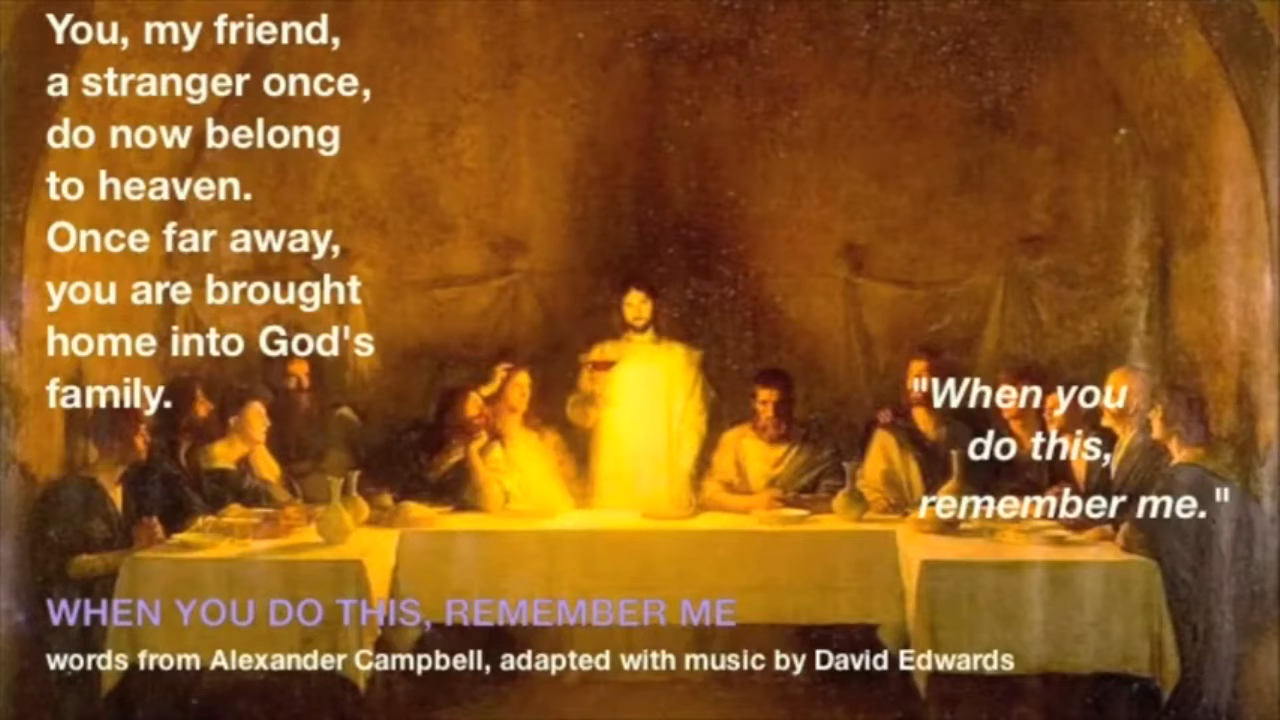 You, my friend,
a stranger once,
do now belong
to heaven.
Once far away,
you are brought
home into God's
family.
"When you
do this,
remember me."
WHEN YOU DO THIS, REMEMBER ME
words from Alexander Campbell, adapted with music by David Edwards